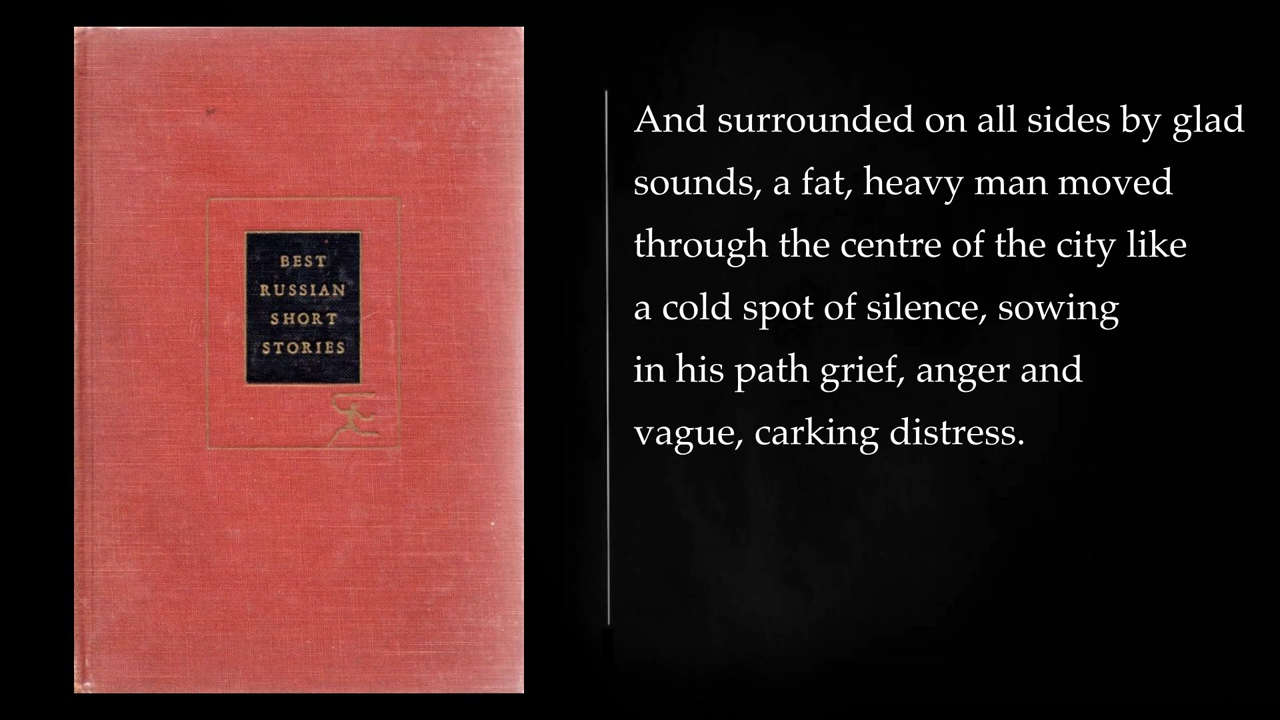 BEST
RUSSIAN
SHORT
STORIES
And surrounded on all sides by glad
sounds, a fat, heavy man moved
through the centre of the city like
a cold spot of silence, sowing
in his path grief, anger and
vague, carking distress.